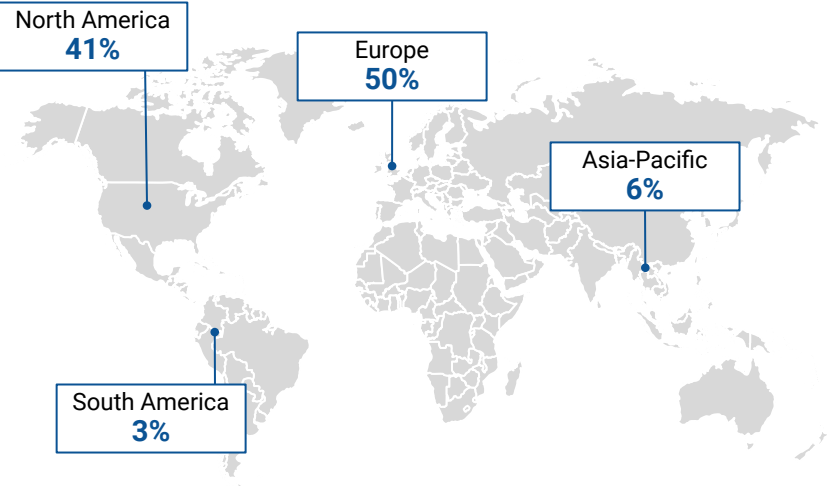 North America
41%
Europe
50%
Asia-Pacific
6%
South America
3%